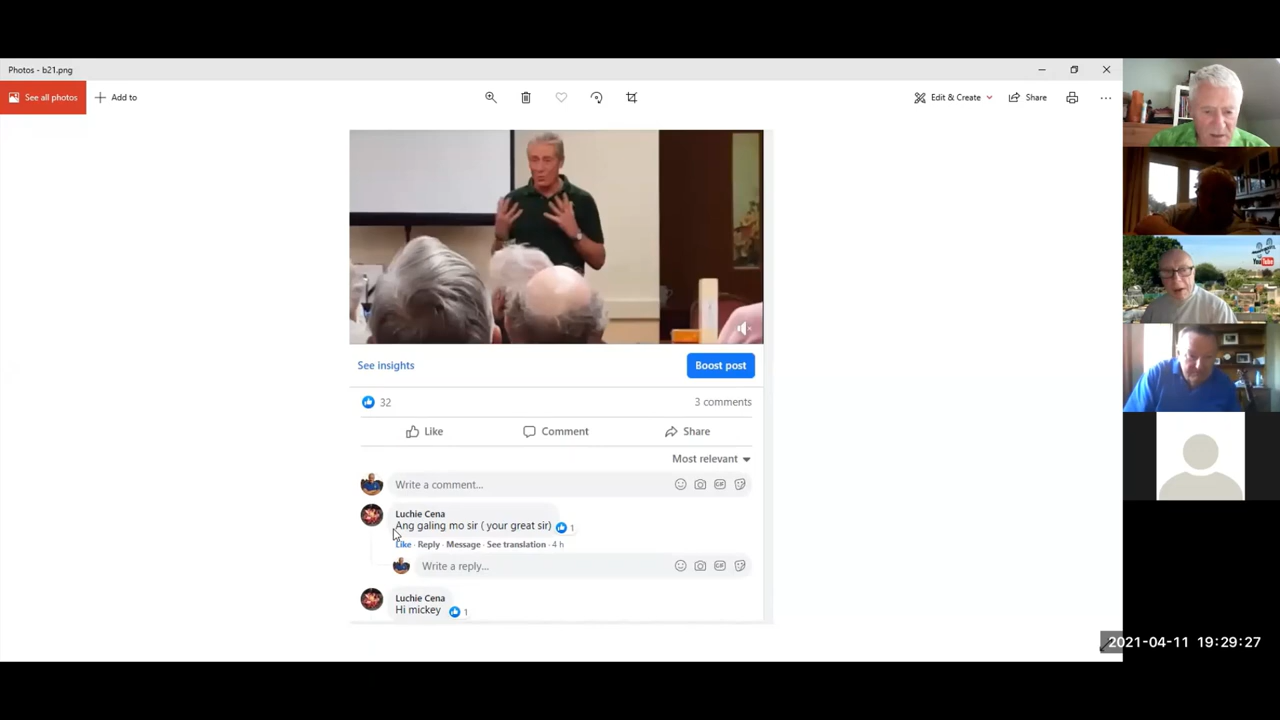 Photos - b21.png
See all photos
Add to
Edit & Create
Share
See insights
Boost post
32
3 comments
Like
Comment
Share
Most relevant
Write a comment...
Luchie Cena
Ang galing mo sir ( your great sir)
1
Like · Reply · Message · See translation · 4 h
Write a reply...
Luchie Cena
Hi mickey
1
You Tube
2021-04-11 19:29:27